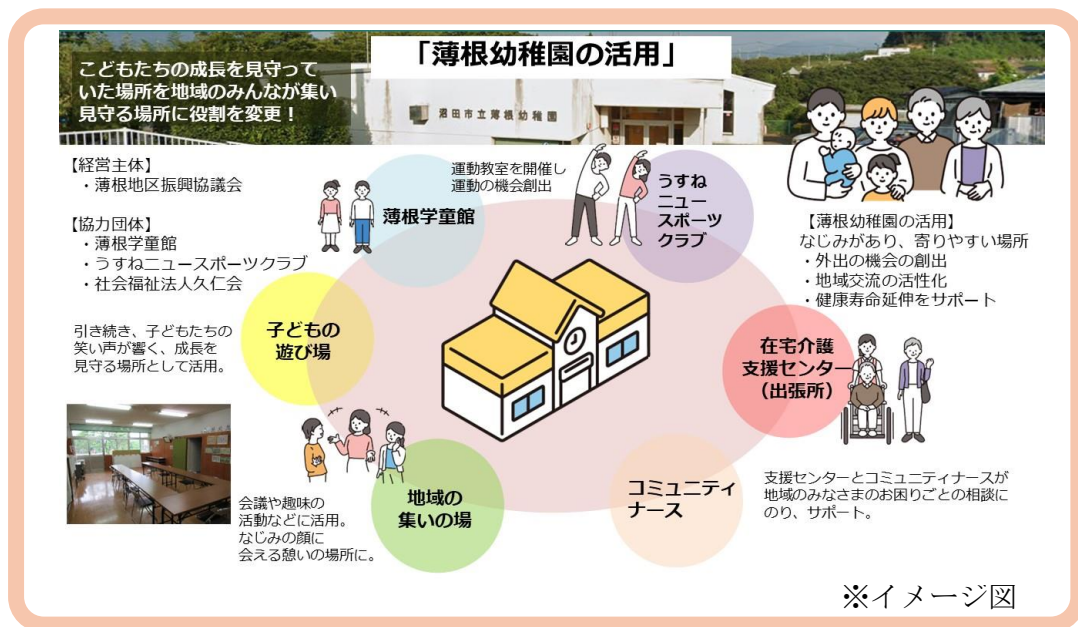 「薄根幼稚園の活用」
こどもたちの成長を見守って
いた場所を地域のみんなが集い
見守る場所に役割を変更！
沼田市立薄根幼稚園
【経営主体】
・薄根地区振興協議会
【協力団体】
・薄根学童館
・うすねニュースポーツクラブ
・社会福祉法人久仁会
薄根学童館
運動教室を開催し
運動の機会創出
うすね
ニュー
スポーツ
クラブ
【薄根幼稚園の活用】
なじみがあり、寄りやすい場所
・外出の機会の創出
・地域交流の活性化
・健康寿命延伸をサポート
引き続き、子どもたちの
笑い声が響く、成長を
見守る場所として活用。
子どもの
遊び場
在宅介護
支援センター
（出張所）
会議や趣味の
活動などに活用。
なじみの顔に
会える憩いの場所に。
地域の
集いの場
コミュニティ
ナース
支援センターとコミュニティナースが
地域のみなさまのお困りごとの相談に
のり、サポート。
※イメージ図